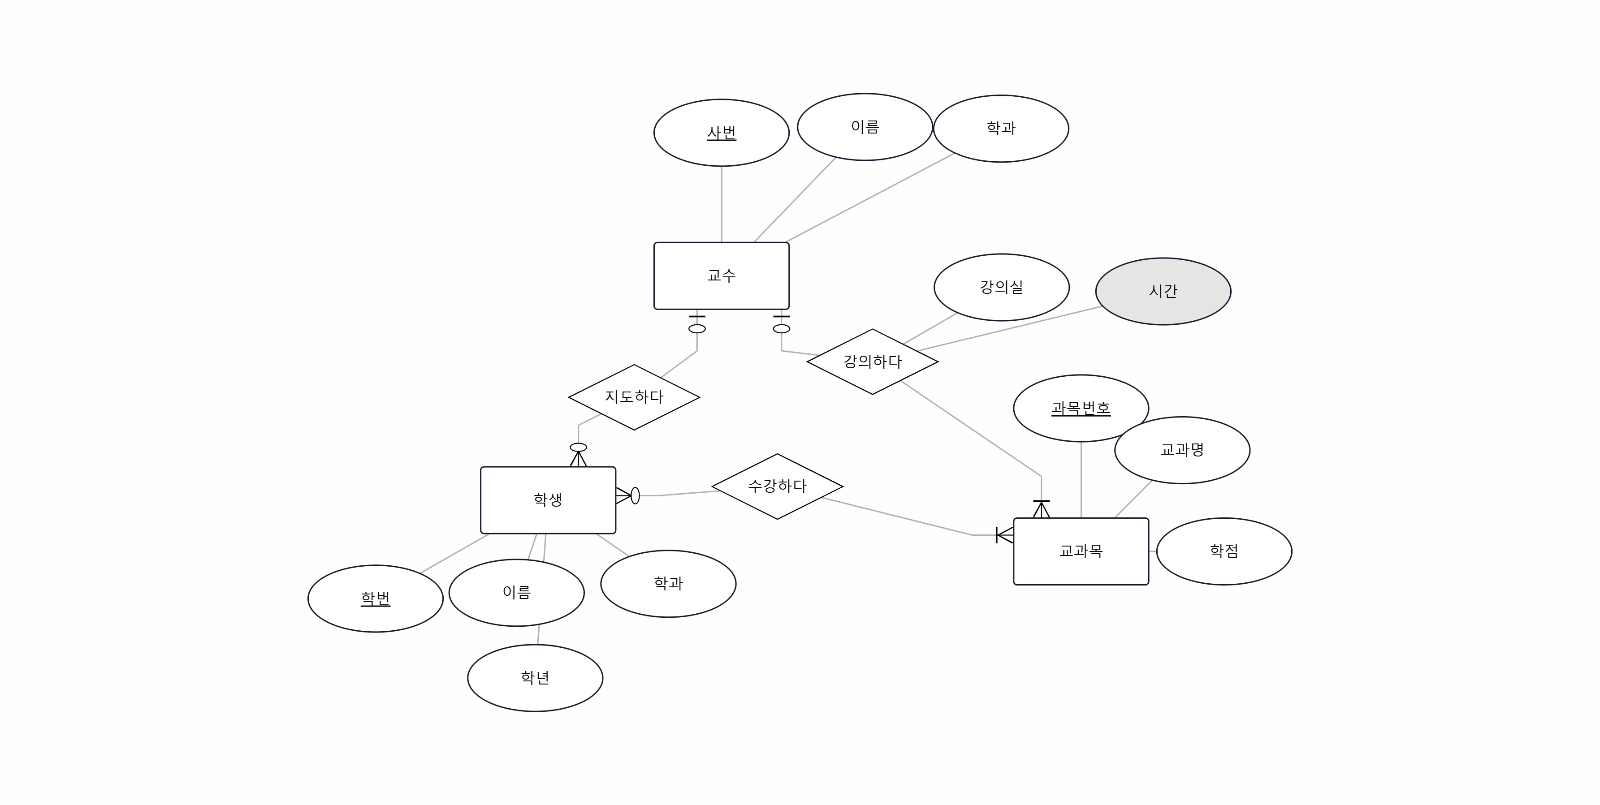 사번
이름
학과
교수
강의실
시간
강의하다
지도하다
과목번호
교과명
수강하다
학생
교과목
학점
학번
이름
학과
학년